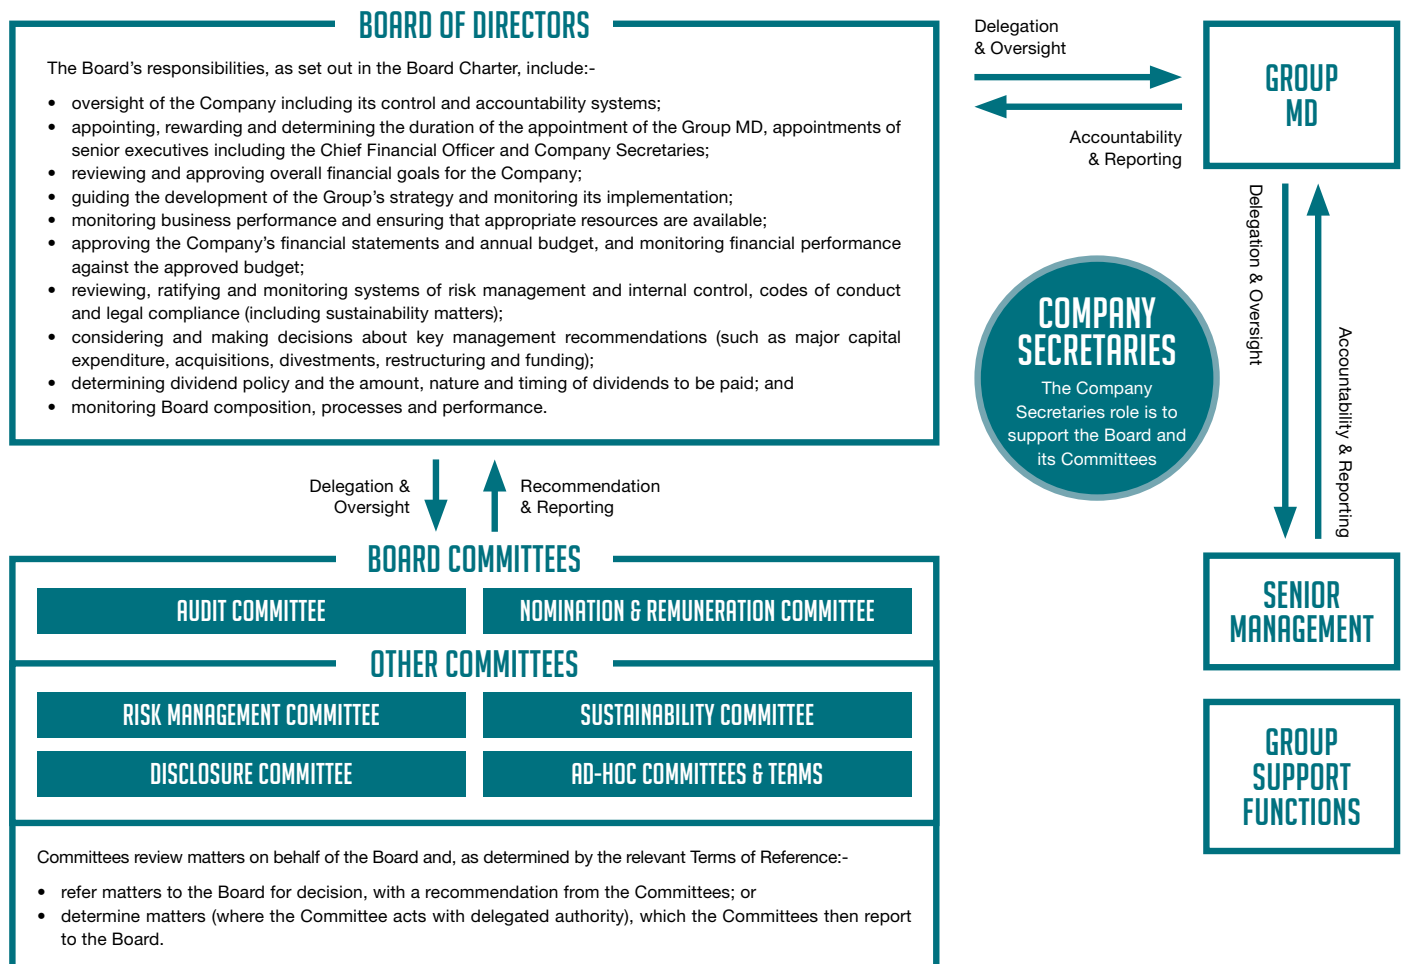 BOARD OF DIRECTORS
The Board’s responsibilities, as set out in the Board Charter, include:-
• oversight of the Company including its control and accountability systems;
• appointing, rewarding and determining the duration of the appointment of the Group MD, appointments of
senior executives including the Chief Financial Officer and Company Secretaries;
• reviewing and approving overall financial goals for the Company;
• guiding the development of the Group’s strategy and monitoring its implementation;
• monitoring business performance and ensuring that appropriate resources are available;
• approving the Company’s financial statements and annual budget, and monitoring financial performance
against the approved budget;
• reviewing, ratifying and monitoring systems of risk management and internal control, codes of conduct
and legal compliance (including sustainability matters);
• considering and making decisions about key management recommendations (such as major capital
expenditure, acquisitions, divestments, restructuring and funding);
• determining dividend policy and the amount, nature and timing of dividends to be paid; and
• monitoring Board composition, processes and performance.
Delegation
& Oversight
Accountability
& Reporting
GROUP
MD
Delegation & Oversight
Accountability & Reporting
COMPANY
SECRETARIES
The Company
Secretaries role is to
support the Board and
its Committees
Delegation &
Oversight
Recommendation
& Reporting
BOARD COMMITTEES
AUDIT COMMITTEE
NOMINATION & REMUNERATION COMMITTEE
OTHER COMMITTEES
RISK MANAGEMENT COMMITTEE
SUSTAINABILITY COMMITTEE
DISCLOSURE COMMITTEE
AD-HOC COMMITTEES & TEAMS
Committees review matters on behalf of the Board and, as determined by the relevant Terms of Reference:-
• refer matters to the Board for decision, with a recommendation from the Committees; or
• determine matters (where the Committee acts with delegated authority), which the Committees then report
to the Board.
SENIOR
MANAGEMENT
GROUP
SUPPORT
FUNCTIONS